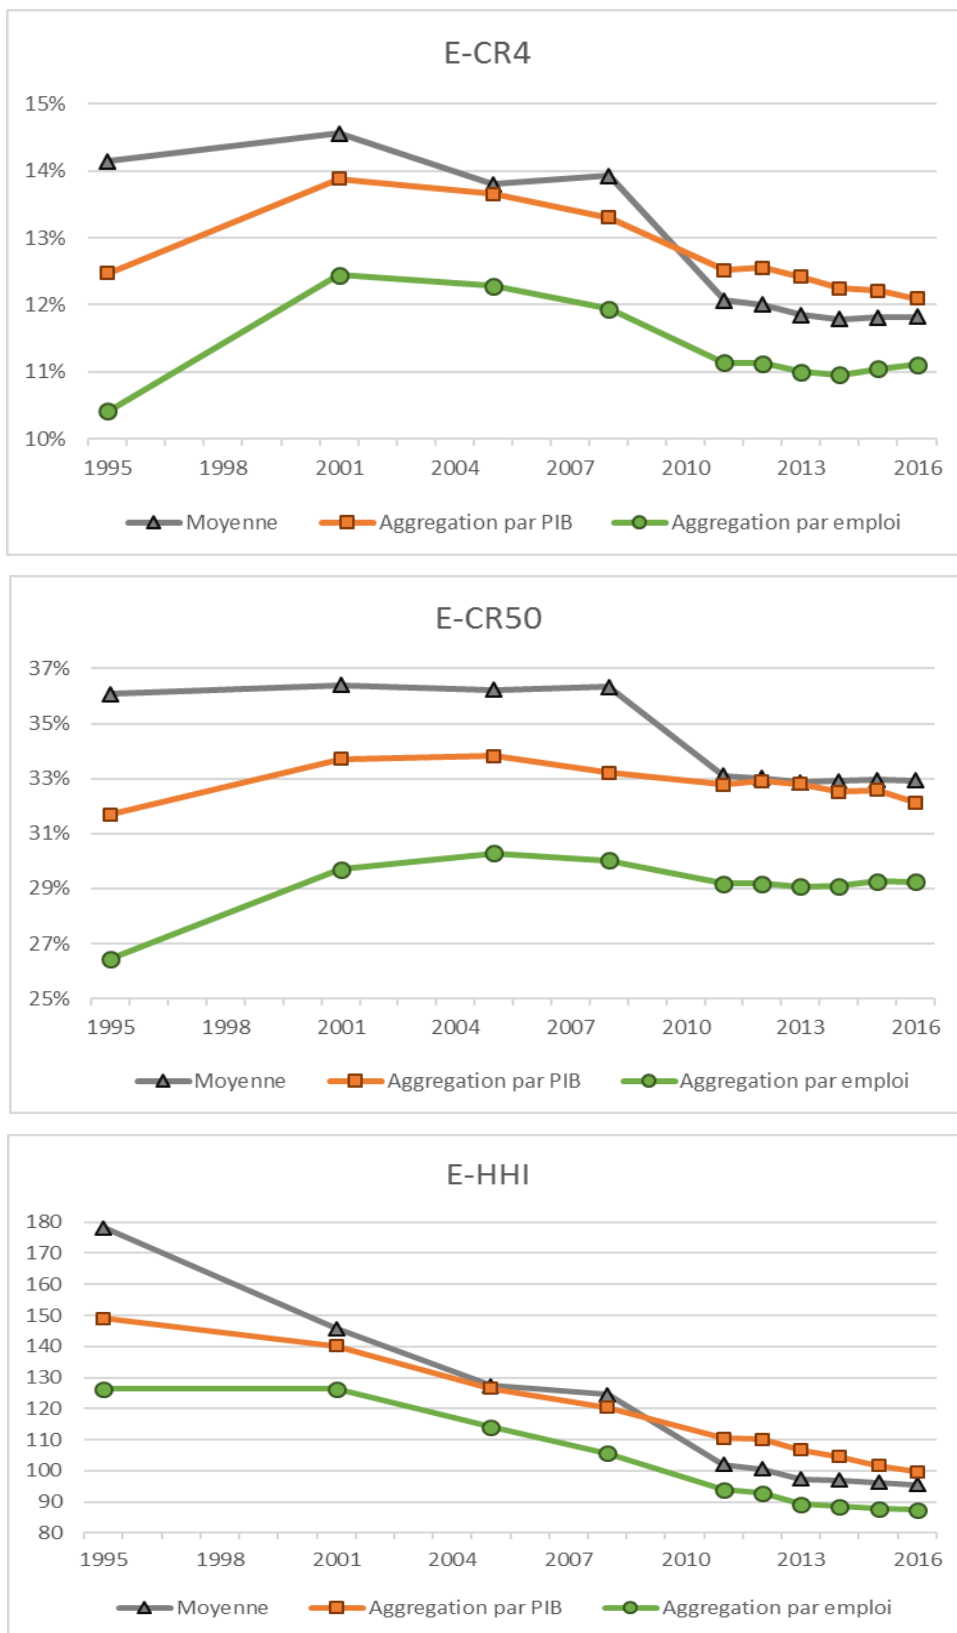 E-CR4
15%
14%
13%
12%
11%
10%
1995 1998 2001 2004 2007 2010 2013 2016
Moyenne Aggregation par PIB Aggregation par emploi
E-CR50
37%
35%
33%
31%
29%
27%
25%
1995 1998 2001 2004 2007 2010 2013 2016
Moyenne Aggregation par PIB Aggregation par emploi
E-HHI
180
170
160
150
140
130
120
110
100
90
80
1995 1998 2001 2004 2007 2010 2013 2016
Moyenne Aggregation par PIB Aggregation par emploi